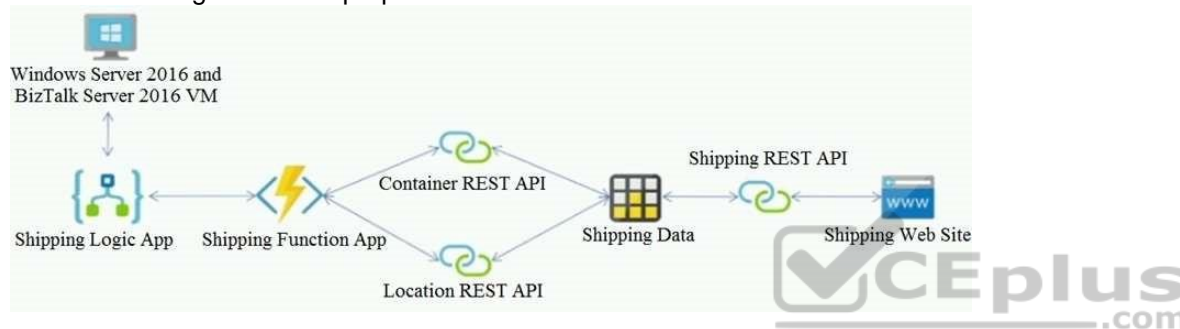 Windows Server 2016 and
BizTalk Server 2016 VM
Shipping REST API
Container REST API
www
Shipping Logic App
Shipping Function App
Shipping Data
Shipping Web Site
Location REST API
CEplus
.com